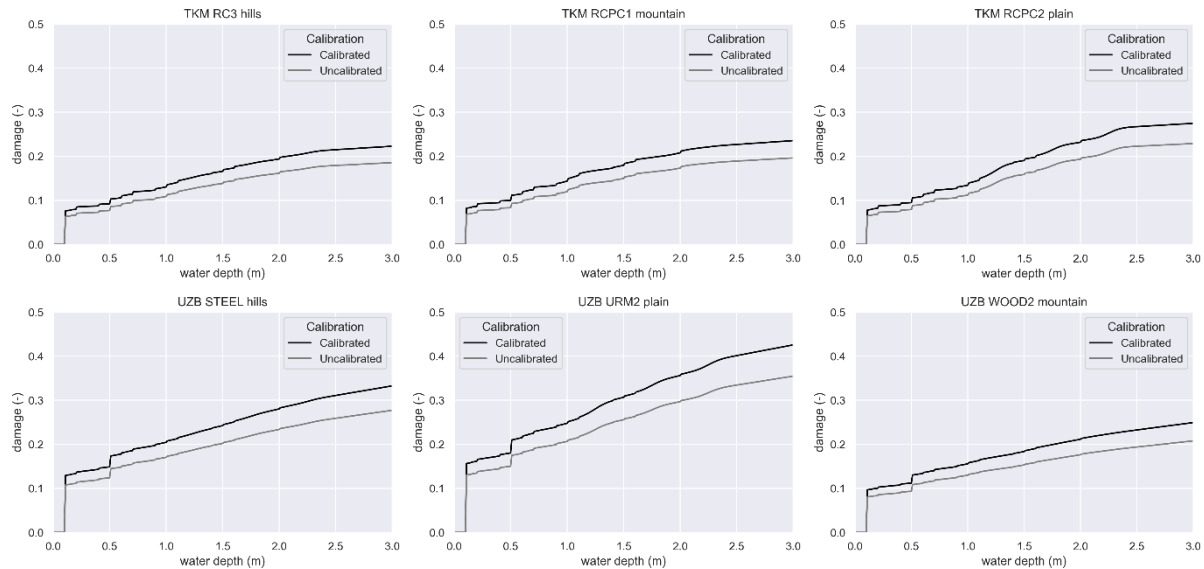 TKM RC3 hills
TKM RCPC1 mountain
TKM RCPC2 plain
0.5
0.4
0.3
0.2
0.1
0.0
damage (-)
Calibration
Calibrated
Uncalibrated
0.0 0.5 1.0 1.5 2.0 2.5 3.0
water depth (m)
0.5
0.4
0.3
0.2
0.1
0.0
damage (-)
Calibration
Calibrated
Uncalibrated
0.0 0.5 1.0 1.5 2.0 2.5 3.0
water depth (m)
0.5
0.4
0.3
0.2
0.1
0.0
damage (-)
Calibration
Calibrated
Uncalibrated
0.0 0.5 1.0 1.5 2.0 2.5 3.0
water depth (m)
UZB STEEL hills
UZB URM2 plain
UZB WOOD2 mountain
0.5
0.4
0.3
0.2
0.1
0.0
damage (-)
Calibration
Calibrated
Uncalibrated
0.0 0.5 1.0 1.5 2.0 2.5 3.0
water depth (m)
0.5
0.4
0.3
0.2
0.1
0.0
damage (-)
Calibration
Calibrated
Uncalibrated
0.0 0.5 1.0 1.5 2.0 2.5 3.0
water depth (m)
0.5
0.4
0.3
0.2
0.1
0.0
damage (-)
Calibration
Calibrated
Uncalibrated
0.0 0.5 1.0 1.5 2.0 2.5 3.0
water depth (m)